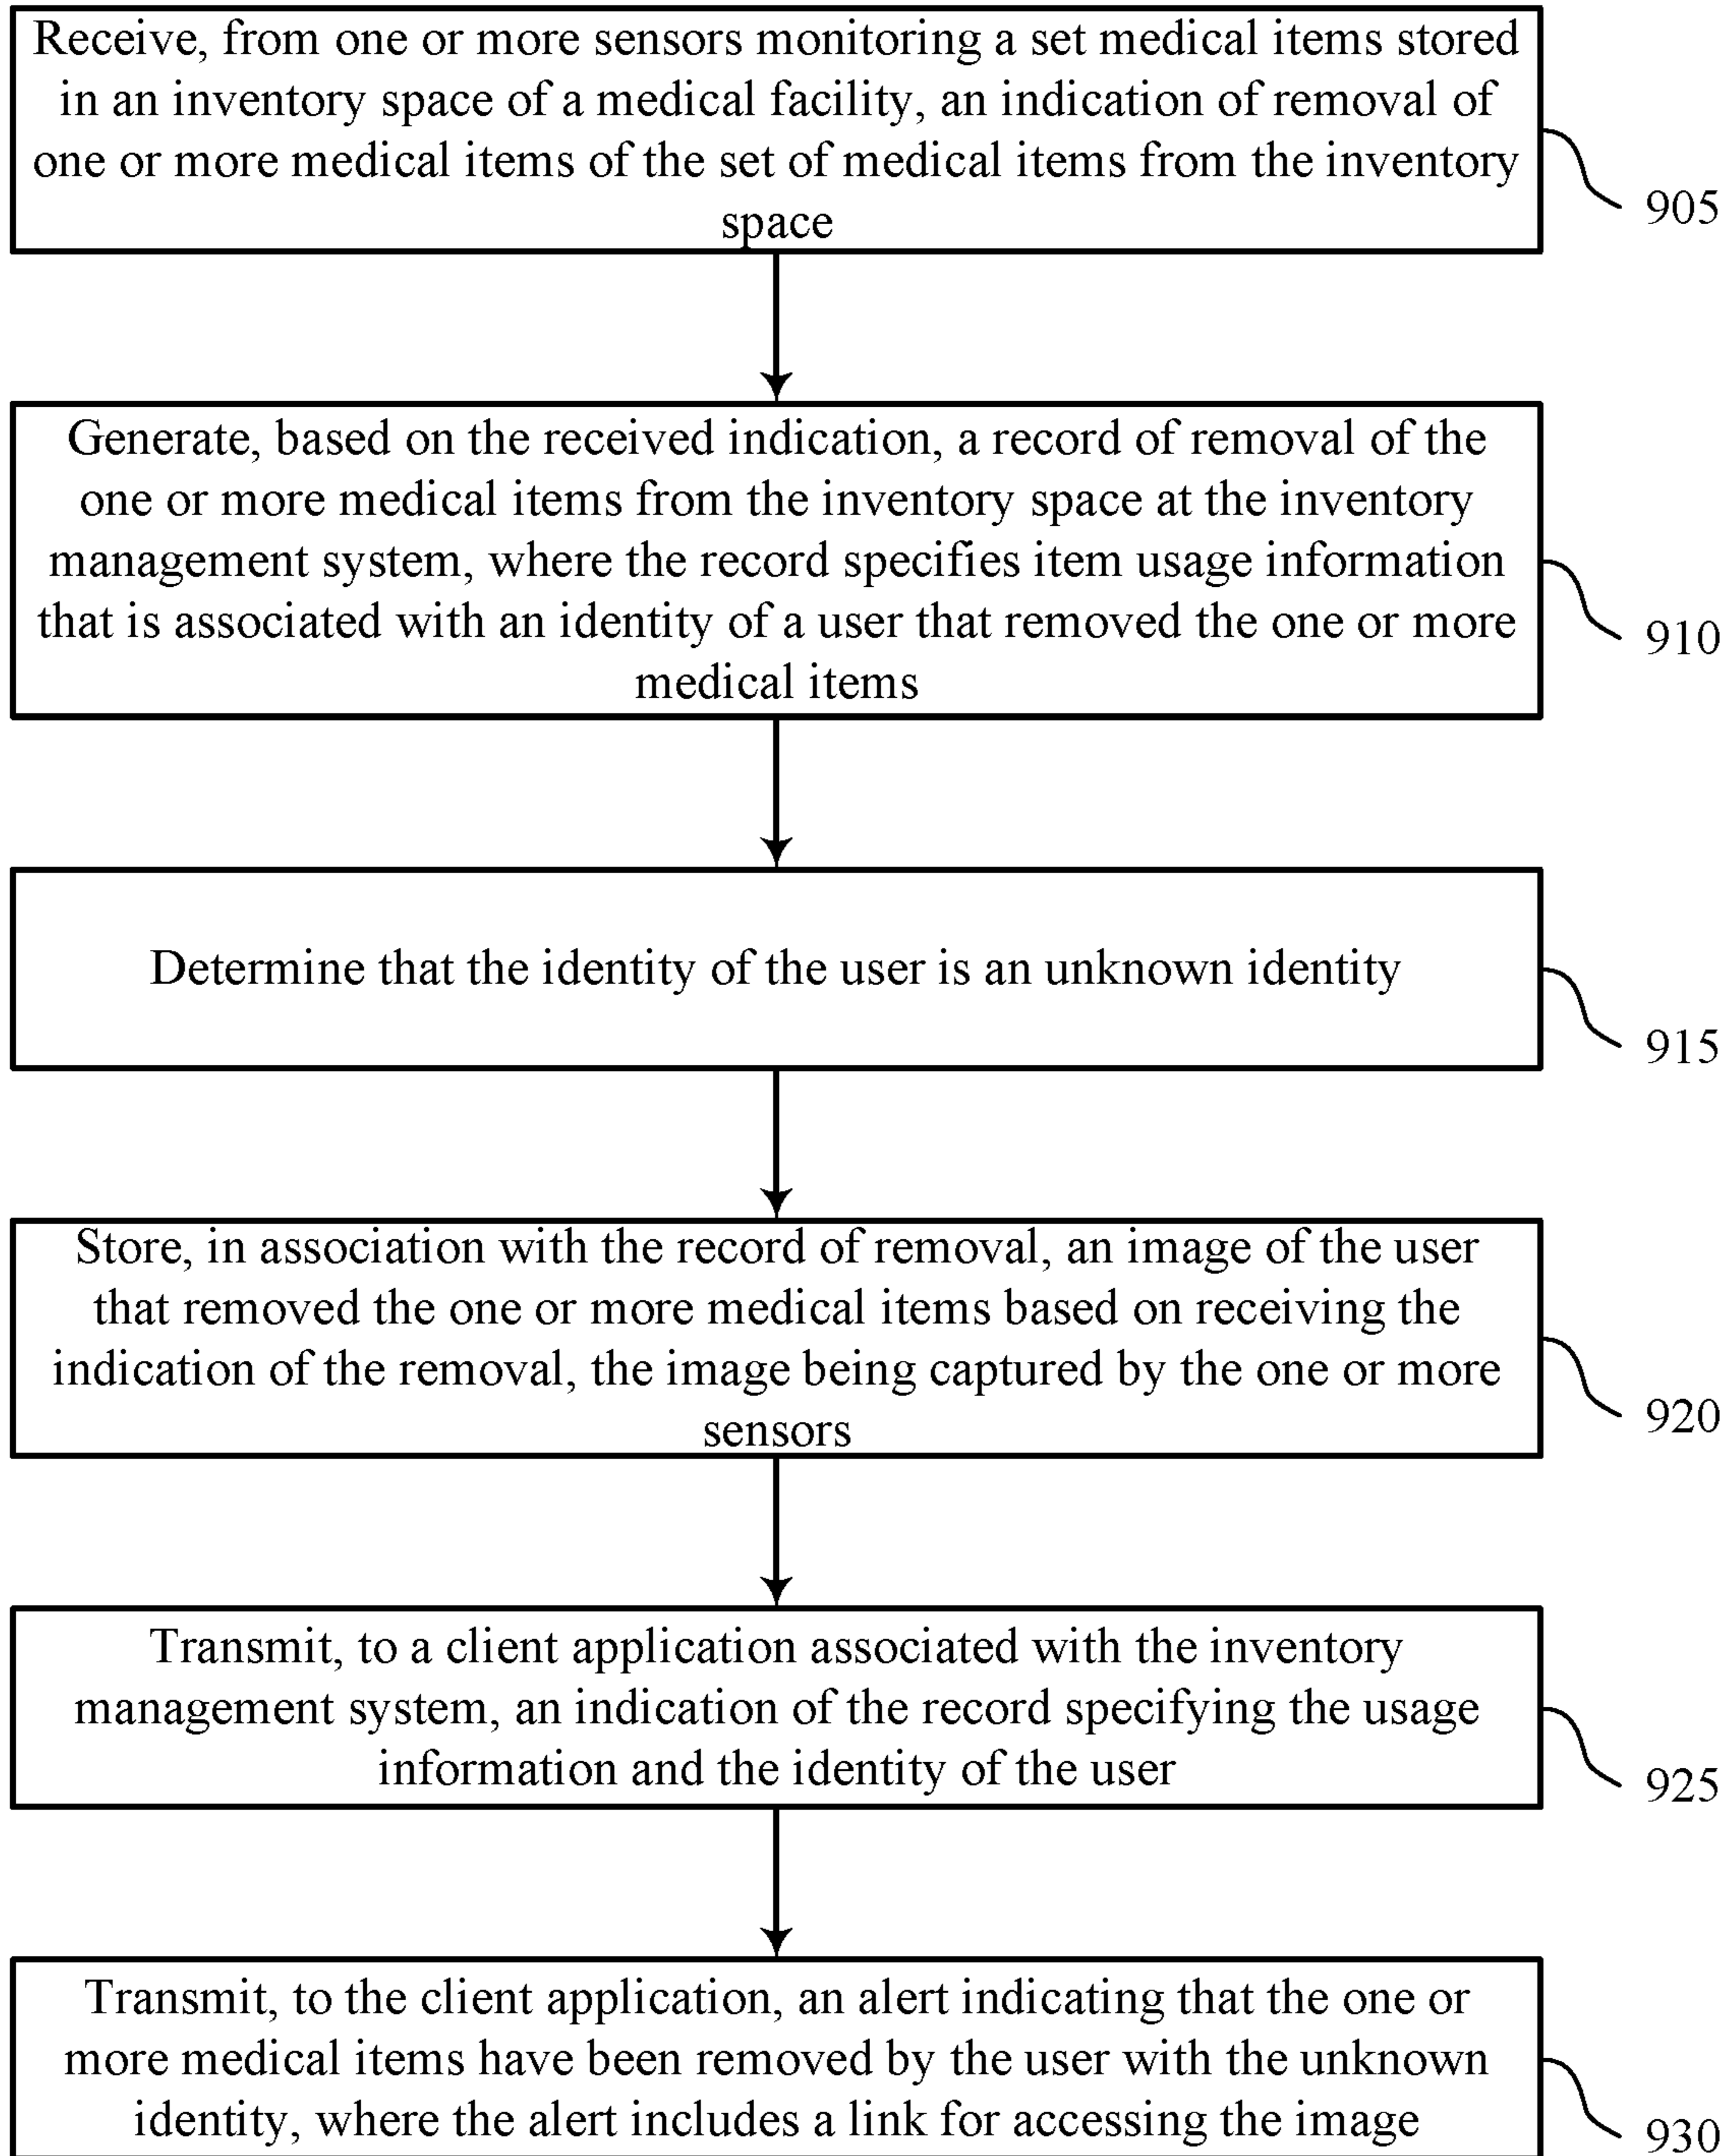 Receive, from one or more sensors monitoring a set medical items stored
in an inventory space of a medical facility, an indication of removal of
one or more medical items of the set of medical items from the inventory
space
905
Generate, based on the received indication, a record of removal of the
one or more medical items from the inventory space at the inventory
management system, where the record specifies item usage information
that is associated with an identity of a user that removed the one or more
medical items
910
Determine that the identity of the user is an unknown identity
915
Store, in association with the record of removal, an image of the user
that removed the one or more medical items based on receiving the
indication of the removal, the image being captured by the one or more
sensors
920
Transmit, to a client application associated with the inventory
management system, an indication of the record specifying the usage
information and the identity of the user
925
Transmit, to the client application, an alert indicating that the one or
more medical items have been removed by the user with the unknown
identity, where the alert includes a link for accessing the image
930